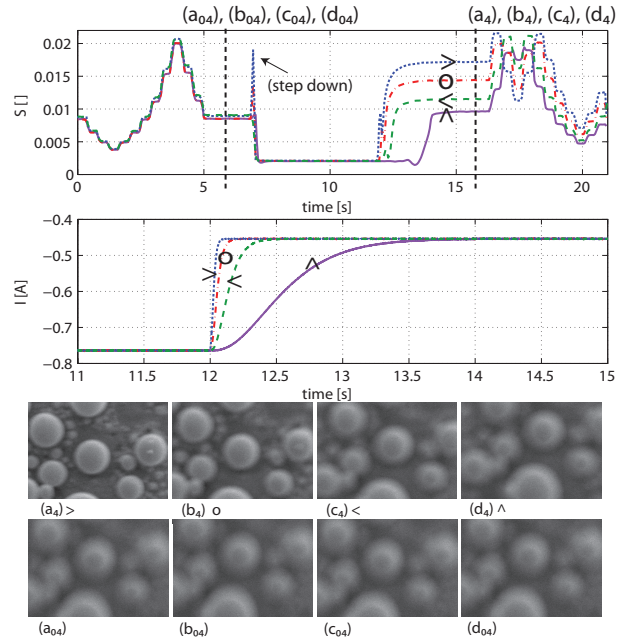 (a04), (b04), (c04), (d04)
(a4), (b4), (c4), (d4)
0.02
0.015
0.01
0.005
0
S [ ]
(step down)
>
o
<
^
0 5 10 15 20
time [s]
−0.4
−0.5
−0.6
−0.7
−0.8
I [A]
>
o
<
^
11 11.5 12 12.5 13 13.5 14 14.5 15
time [s]
(a4) > (b4) o (c4) < (d4) ^
(a04) (b04) (c04) (d04)